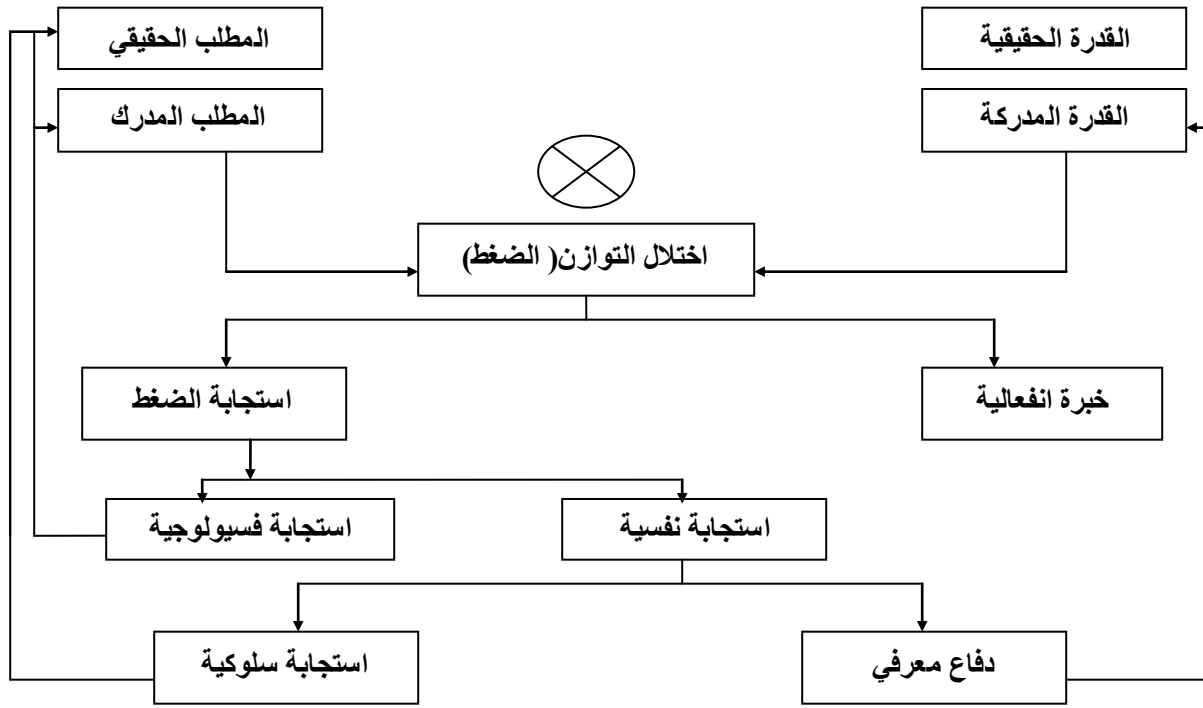 القدرة الحقيقية
المطلب الحقيقي
القدرة المدركة
المطلب المدرك
اختلال التوازن( الضغط)
خبرة انفعالية
استجابة الضغط
استجابة نفسية
استجابة فسيولوجية
دفاع معرفي
استجابة سلوكية